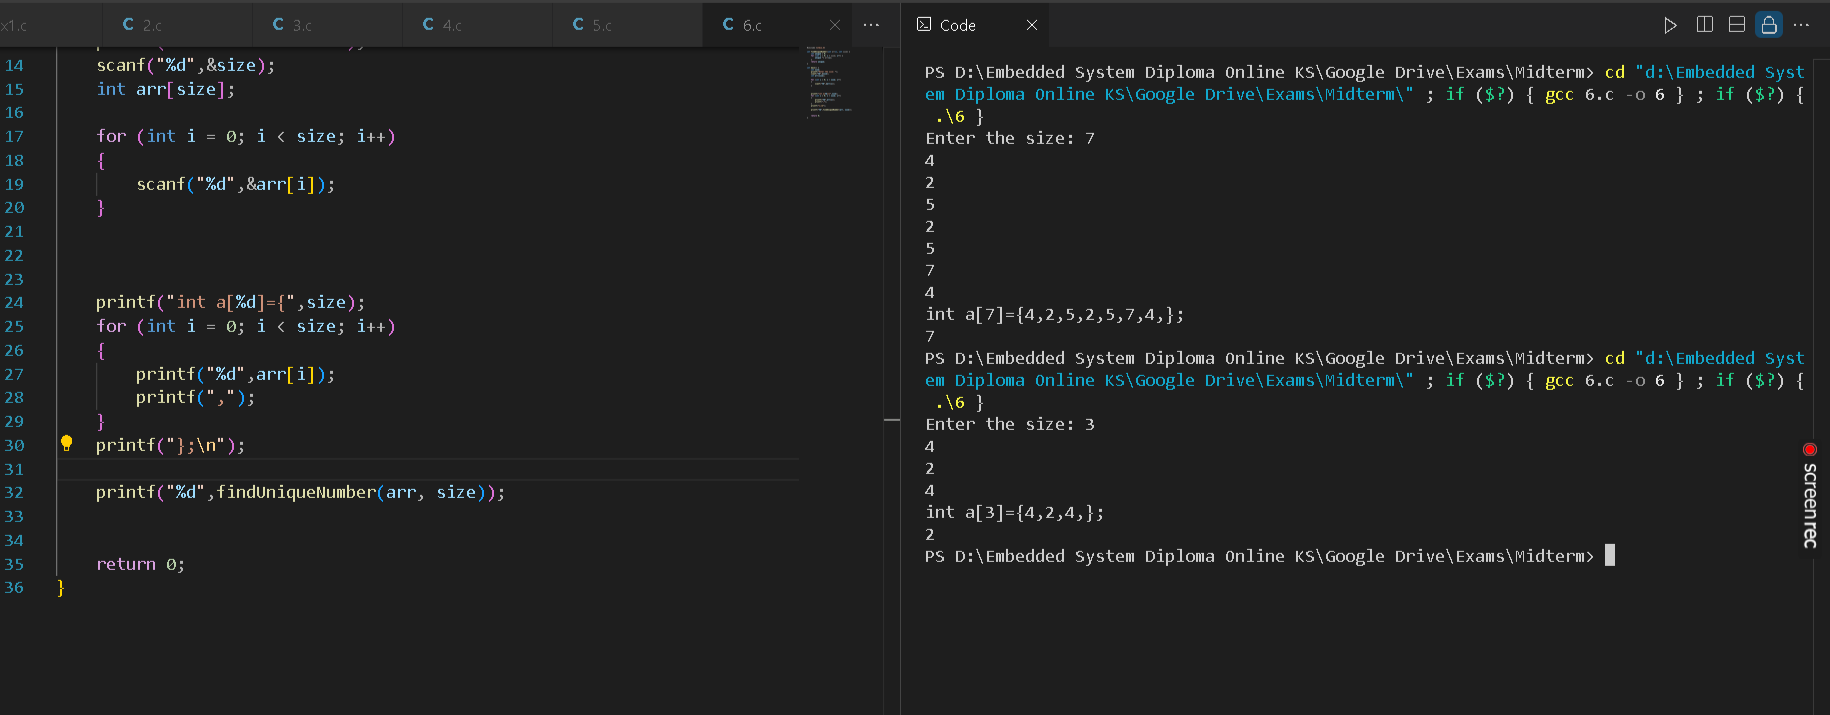 x1.c
C 2.c
C 3.c
C 4.c
C 5.c
C 6.c
Code
14 scanf("%d",&size);
15 int arr[size];
16
17 for (int i = 0; i < size; i++)
18 {
19 scanf("%d",&arr[i]);
20 }
21
22
23
24 printf("int a[%d]={",size);
25 for (int i = 0; i < size; i++)
26 {
27 printf("%d",arr[i]);
28 printf(",");
29 }
30 printf("};\n");
31
32 printf("%d",findUniqueNumber(arr, size));
33
34
35 return 0;
36 }
PS D:\Embedded System Diploma Online KS\Google Drive\Exams\Midterm> cd "d:\Embedded Syst
em Diploma Online KS\Google Drive\Exams\Midterm\" ; if ($?) { gcc 6.c -o 6 } ; if ($?) {
.\6 }
Enter the size: 7
4
2
5
2
5
7
4
int a[7]={4,2,5,2,5,7,4,};
7
PS D:\Embedded System Diploma Online KS\Google Drive\Exams\Midterm> cd "d:\Embedded Syst
em Diploma Online KS\Google Drive\Exams\Midterm\" ; if ($?) { gcc 6.c -o 6 } ; if ($?) {
.\6 }
Enter the size: 3
4
2
4
int a[3]={4,2,4,};
2
PS D:\Embedded System Diploma Online KS\Google Drive\Exams\Midterm>
screenrec